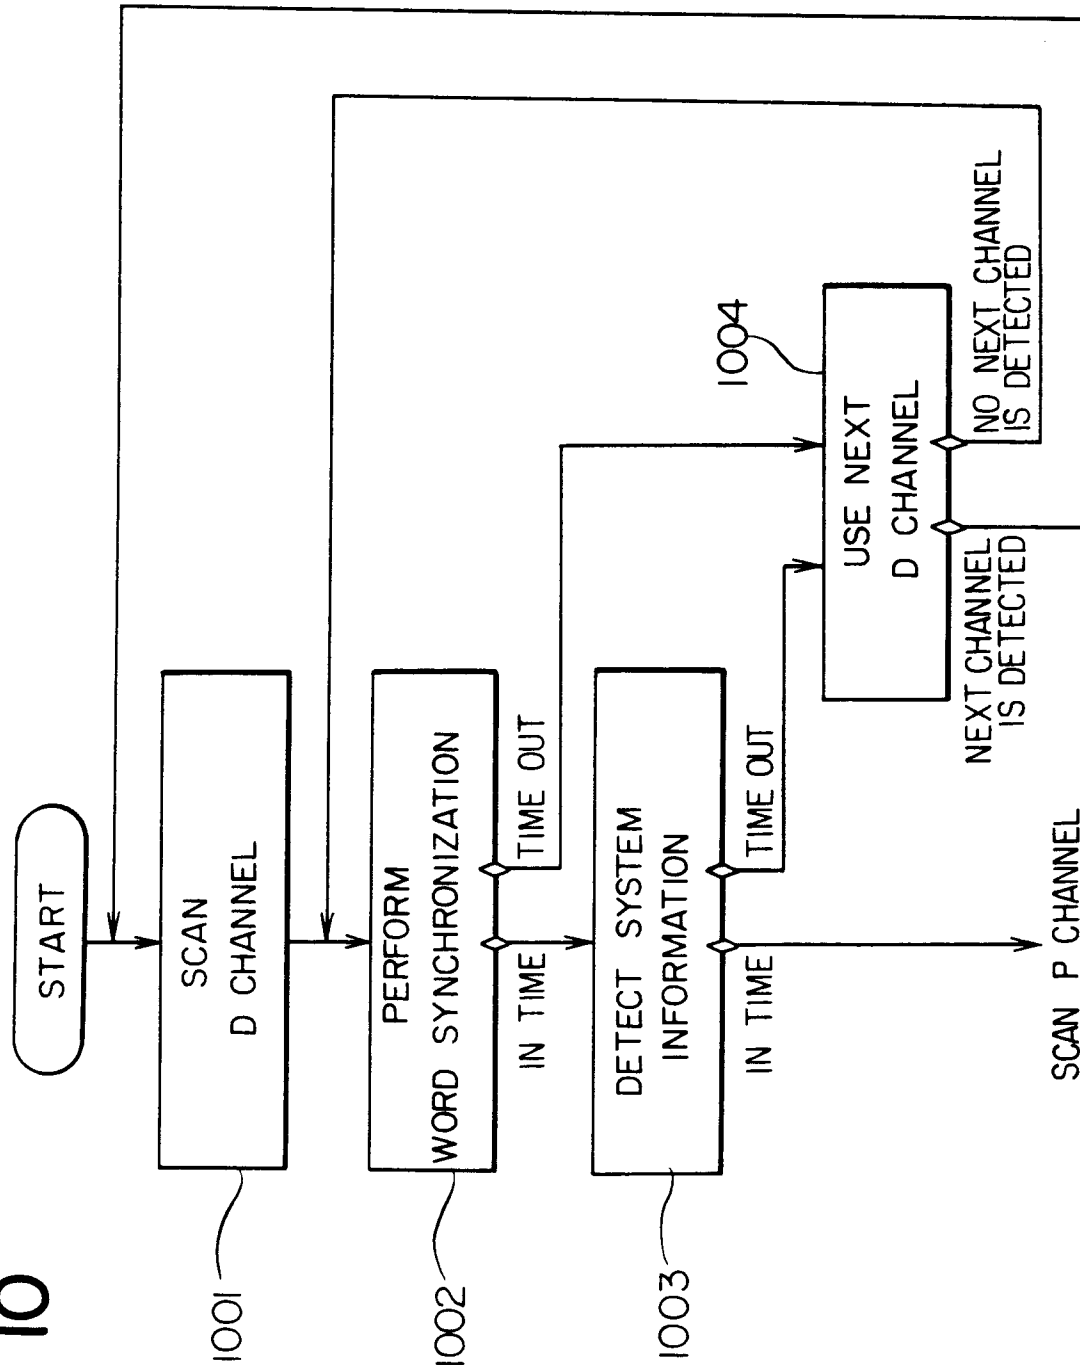 10
START
SCAN
D CHANNEL
1001
PERFORM
WORD SYNCHRONIZATION
1002
IN TIME
TIME OUT
DETECT SYSTEM
INFORMATION
1003
IN TIME
TIME OUT
USE NEXT
D CHANNEL
1004
NEXT CHANNEL
IS DETECTED
NO NEXT CHANNEL
IS DETECTED
SCAN P CHANNEL